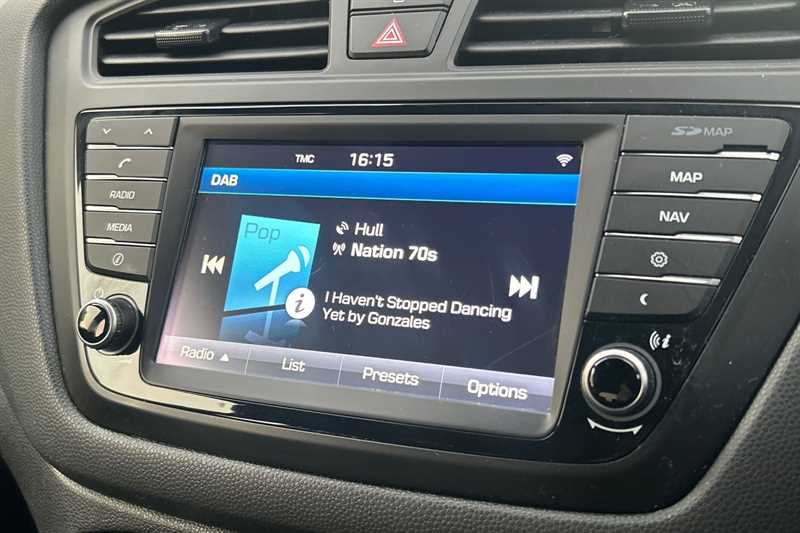 TMC 16:15
DAB
Pop
Hull
Nation 70s
I Haven't Stopped Dancing
Yet by Gonzales
Radio ▲
List
Presets
Options
RADIO
MEDIA
SD MAP
MAP
NAV